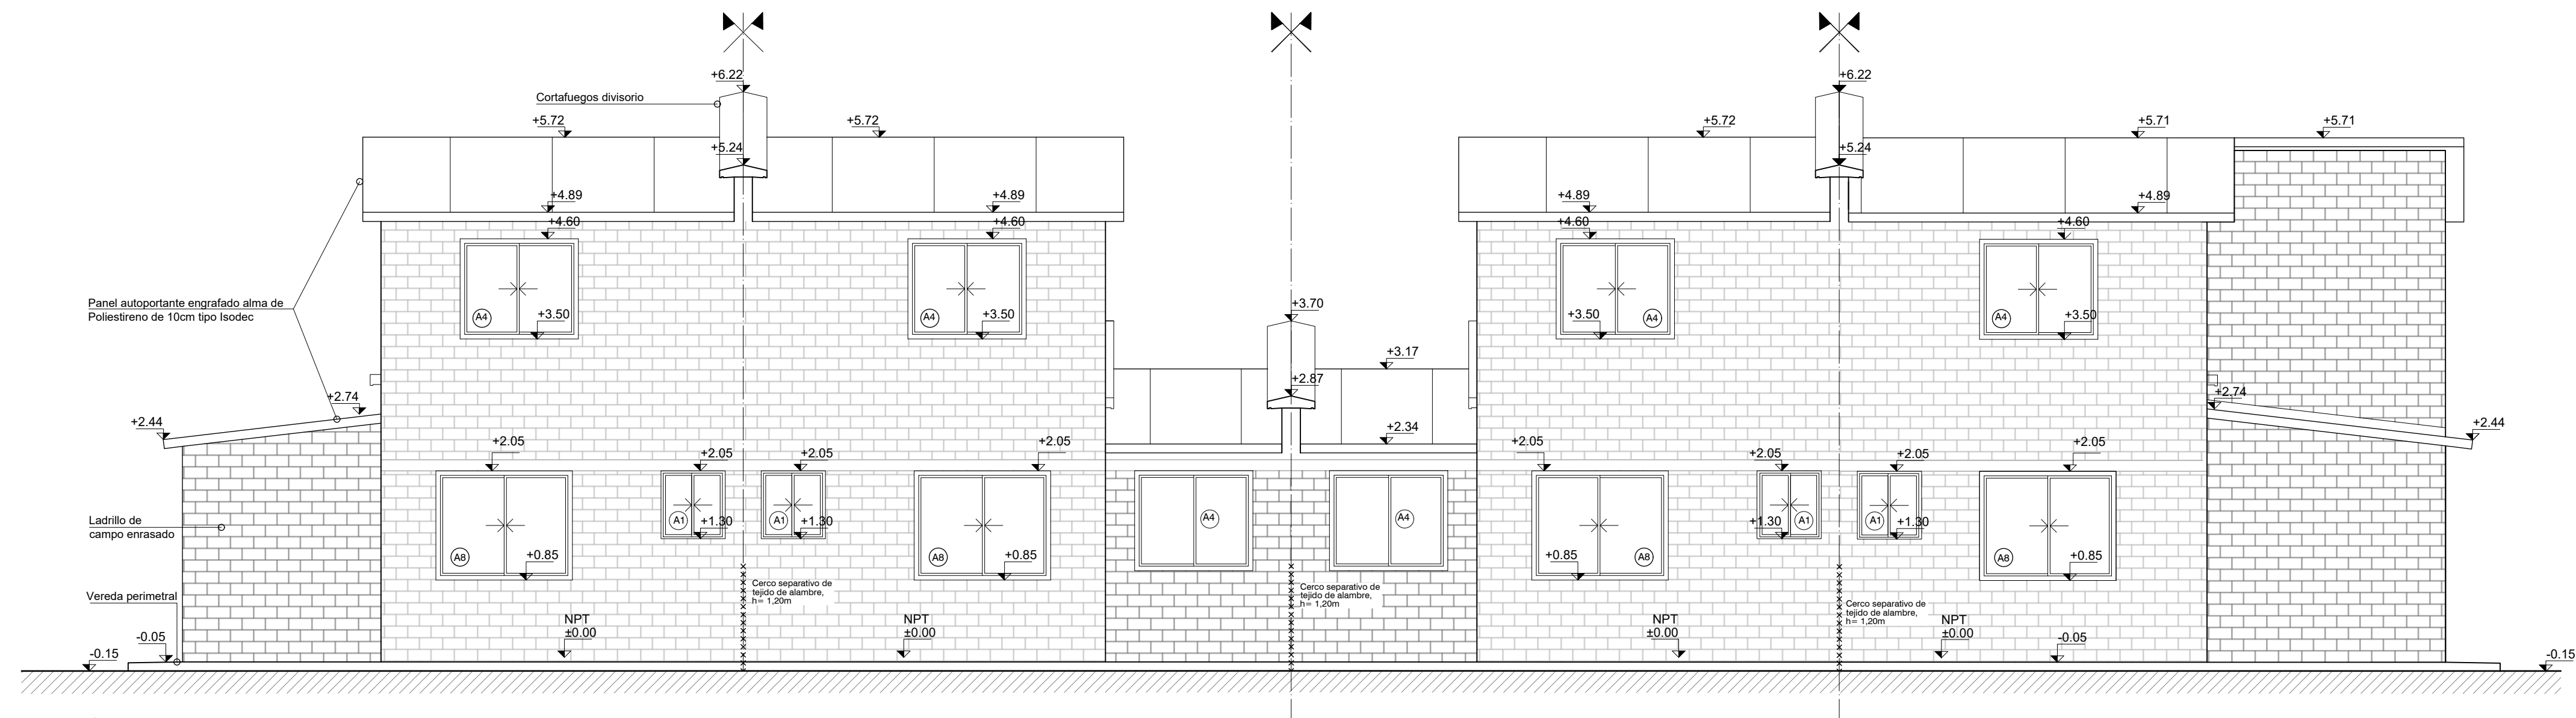 +6.22
+6.22
Cortafuegos divisorio
+5.72
+5.72
+5.72
+5.71
+5.71
+5.24
+5.24
+4.89
+4.89
+4.89
+4.89
+4.60
+4.60
+4.60
+4.60
Panel autoportante engrafado alma de
Poliestireno de 10cm tipo Isodec
A4
+3.50
A4
+3.50
+3.70
+3.50
A4
A4
+3.50
+3.17
+2.87
+2.74
+2.74
+2.44
+2.44
+2.34
+2.05
+2.05
+2.05
+2.05
+2.05
+2.05
+2.05
+2.05
Ladrillo de
campo enrasado
A1
+1.30
A1
+1.30
A4
A4
+1.30
A1
A1
+1.30
A8
+0.85
A8
+0.85
+0.85
A8
A8
+0.85
Cerco separativo de
tejido de alambre,
h= 1,20m
Cerco separativo de
tejido de alambre,
h= 1,20m
Cerco separativo de
tejido de alambre,
h= 1,20m
Vereda perimetral
NPT
±0.00
NPT
±0.00
NPT
±0.00
NPT
±0.00
-0.05
-0.05
-0.15
-0.15